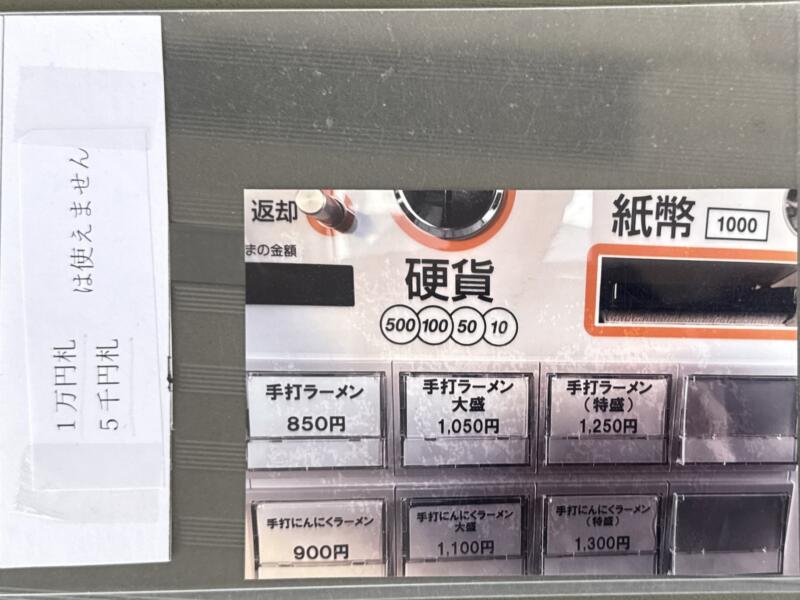 1万円札
5千円札
は使えません
返却
まの金額
硬貨
500 100 50 10
紙幣 1000
手打ラーメン
850円
手打ラーメン
大盛
1,050円
手打ラーメン
(特盛)
1,250円
手打にんにくラーメン
900円
手打にんにくラーメン
大盛
1,100円
手打にんにくラーメン
(特盛)
1,300円